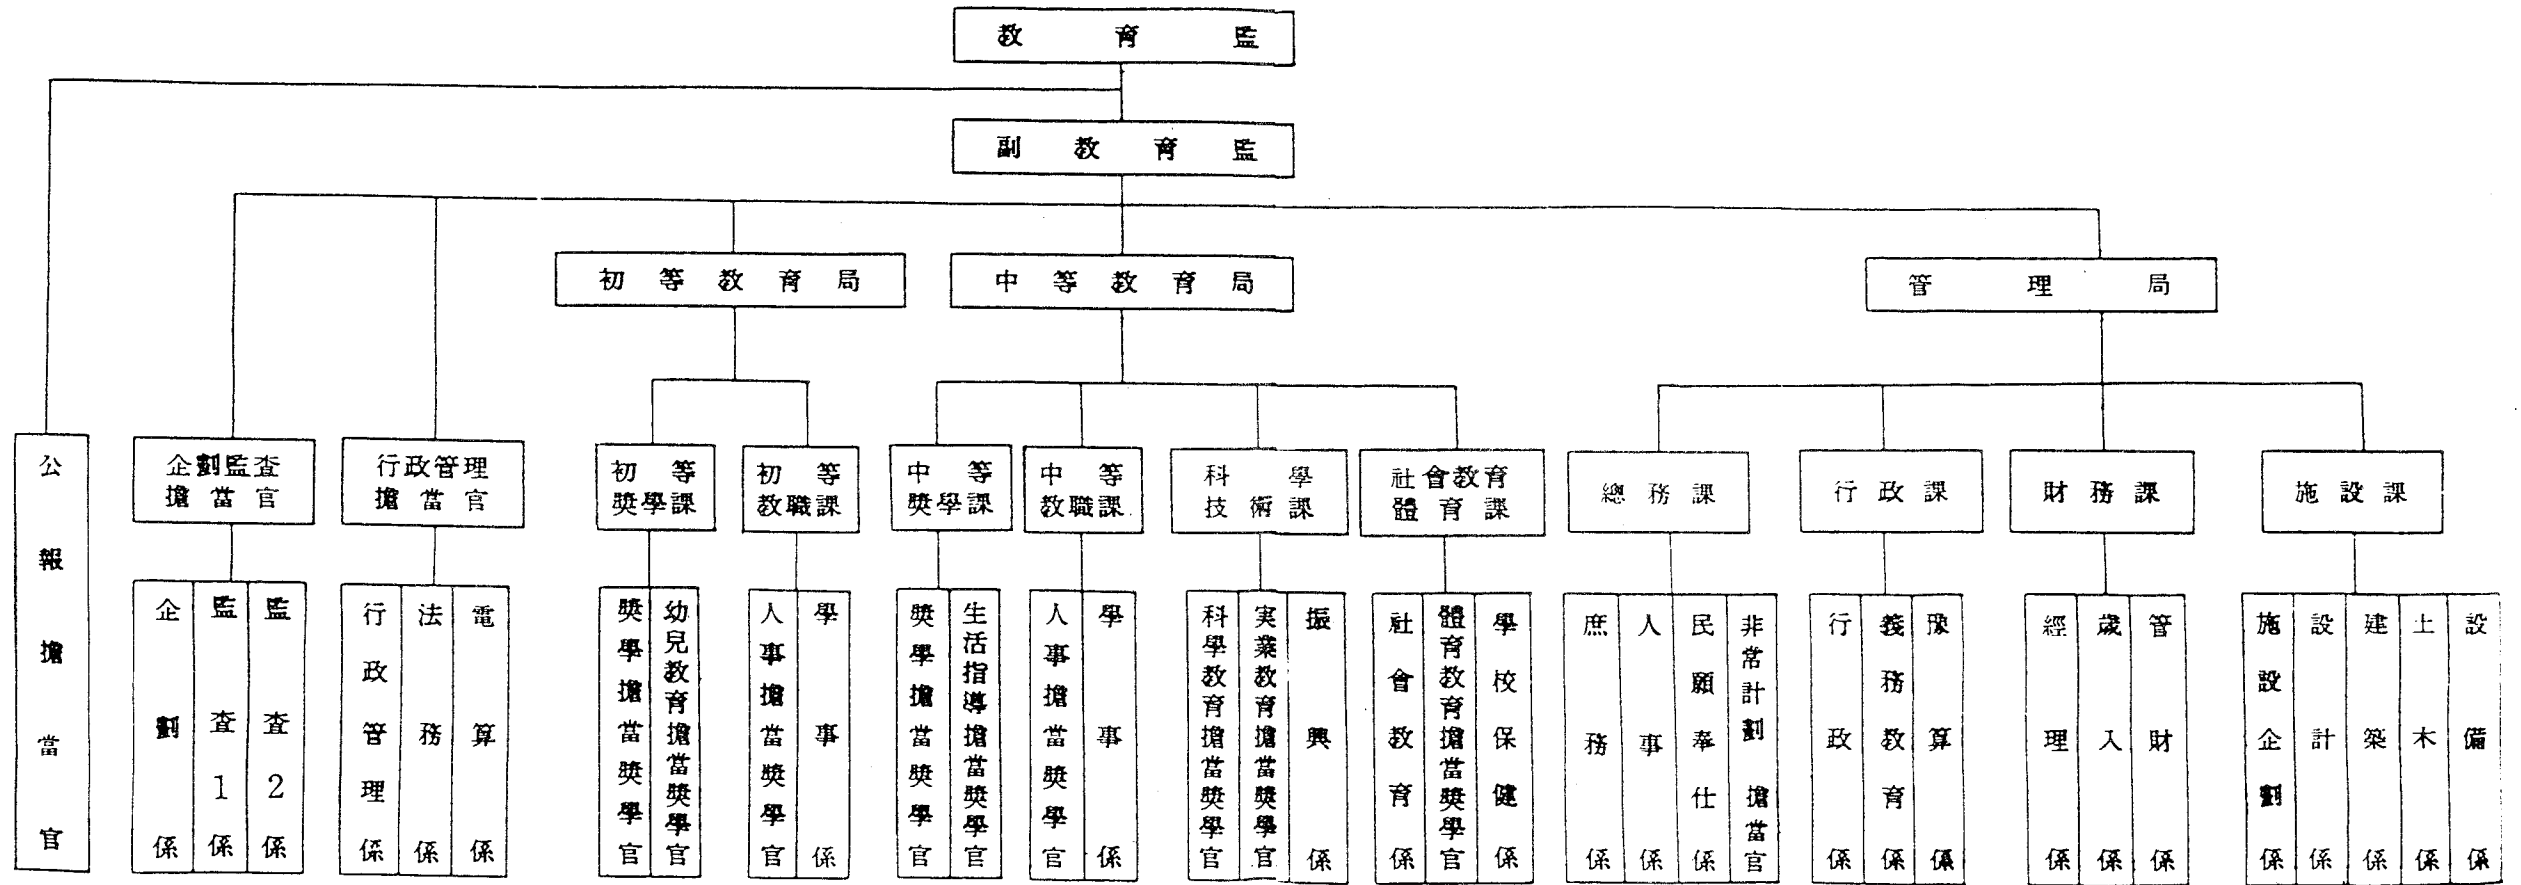 教育監
副教育監
初等教育局
中等教育局
管理局
公報擔當官
企劃監査
擔當官
行政管理
擔當官
初等
奬學課
初等
教職課
中等
奬學課
中等
教職課
科學
技術課
社會教育
體育課
總務課
行政課
財務課
施設課
企劃係
監査1係
監査2係
行政管理係
法務係
電算係
奬學擔當奬學官
幼兒教育擔當奬學官
人事擔當奬學官
學事係
奬學擔當奬學官
生活指導擔當奬學官
人事擔當奬學官
學事係
科學教育擔當奬學官
実業教育擔當奬學官
振興係
社會教育係
體育教育擔當奬學官
學校保健係
庶務係
人事係
民願奉仕係
非常計劃擔當官
行政係
義務教育係
豫算係
經理係
歳入係
管財係
施設企劃係
設計係
建築係
土木係
設備係